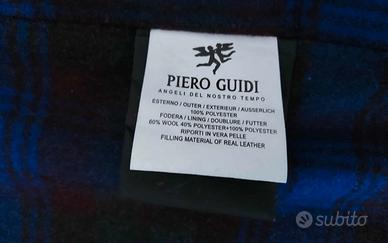 PIERO GUIDI
ANGELI DEL NOSTRO TEMPO
ESTERNO / OUTER / EXTERIEUR / AUSSERLICH
100% POLYESTER
FODERA / LINING / DOUBLURE / FUTTER
60% WOOL 40% POLYESTER+100% POLYESTER
RIPORTI IN VERA PELLE
FILLING MATERIAL OF REAL LEATHER
subito